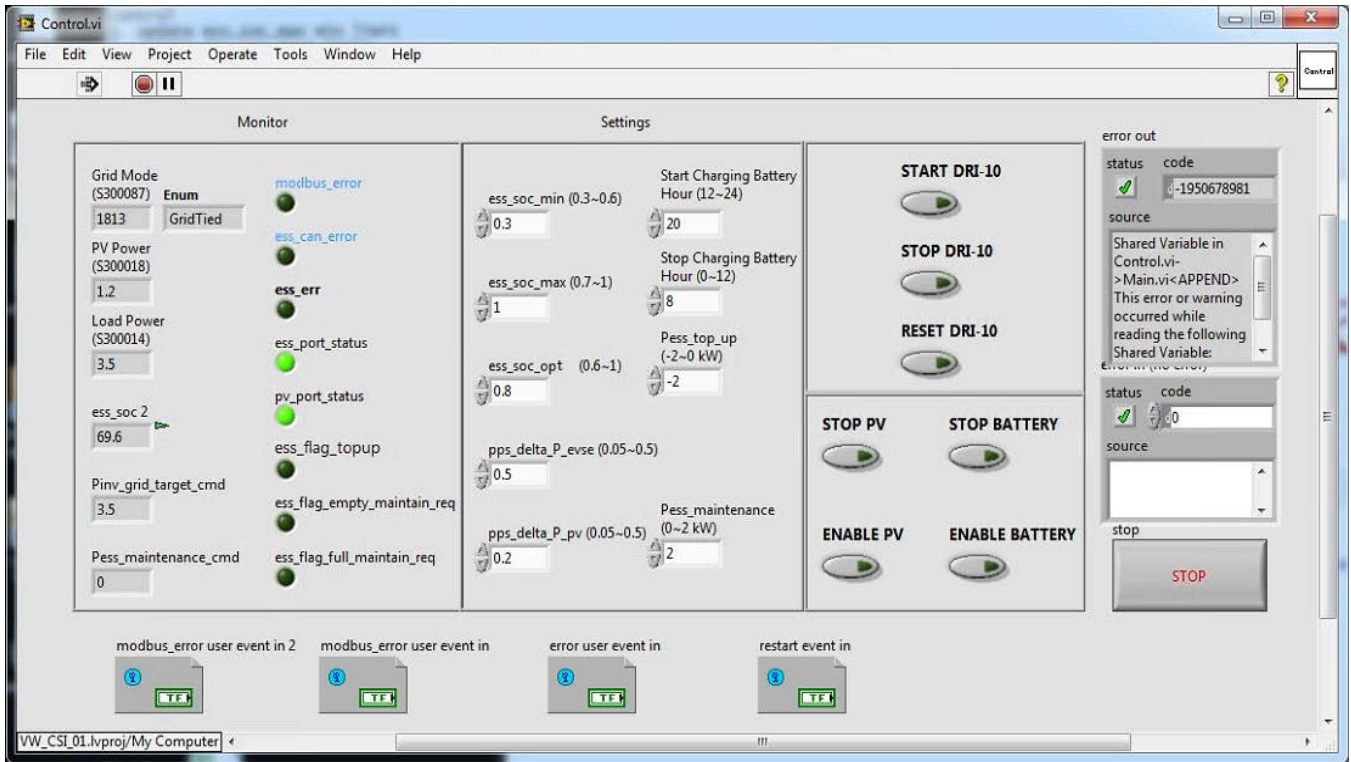 Control.vi
File Edit View Project Operate Tools Window Help
Control
Monitor
Settings
Grid Mode
(S300087) Enum
1813 GridTied
PV Power
(S300018)
1.2
Load Power
(S300014)
3.5
ess_soc 2
69.6
Pinv_grid_target_cmd
3.5
Pess_maintenance_cmd
0
modbus_error
ess_can_error
ess_err
ess_port_status
pv_port_status
ess_flag_topup
ess_flag_empty_maintain_req
ess_flag_full_maintain_req
ess_soc_min (0.3~0.6)
0.3
ess_soc_max (0.7~1)
1
ess_soc_opt (0.6~1)
0.8
pps_delta_P_evse (0.05~0.5)
0.5
pps_delta_P_pv (0.05~0.5)
0.2
Start Charging Battery
Hour (12~24)
20
Stop Charging Battery
Hour (0~12)
8
Pess_top_up
(-2~0 kW)
-2
Pess_maintenance
(0~2 kW)
2
START DRI-10
STOP DRI-10
RESET DRI-10
STOP PV STOP BATTERY
ENABLE PV ENABLE BATTERY
error out
status code
d -1950678981
source
Shared Variable in
Control.vi-
>Main.vi<APPEND>
This error or warning
occurred while
reading the following
Shared Variable:
error in (no error)
status code
d 0
source
stop
STOP
modbus_error user event in 2 modbus_error user event in error user event in restart event in
TF TF TF TF
VW_CSI_01.lvproj/My Computer